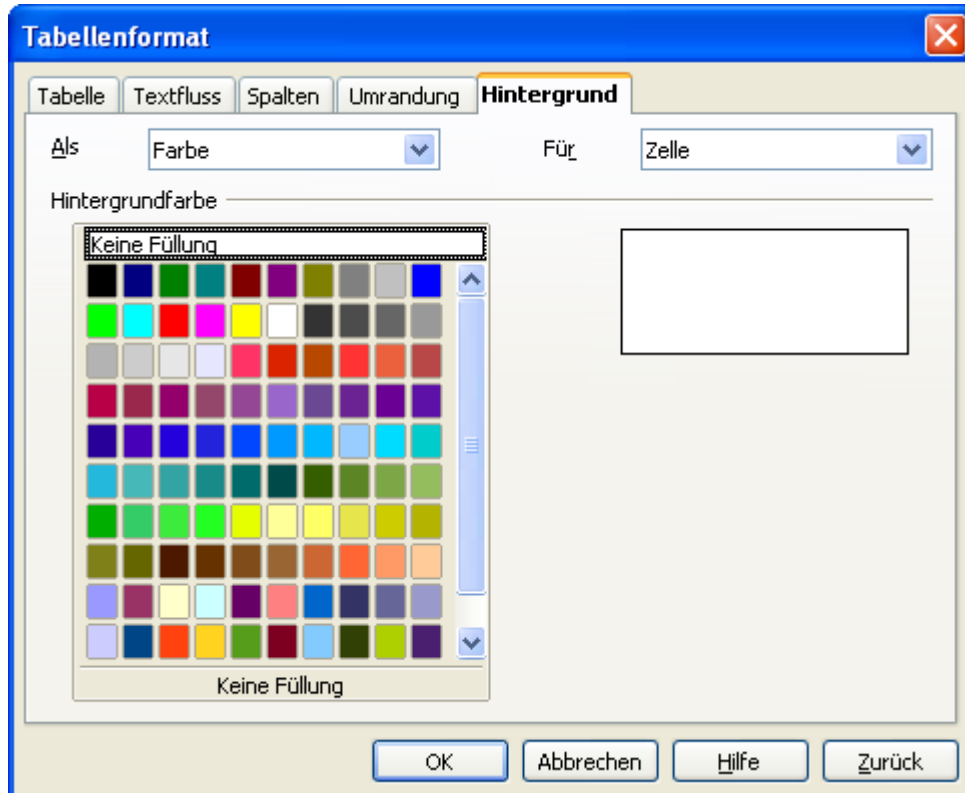 Tabellenformat
Tabelle Textfluss Spalten Umrandung Hintergrund
Als Farbe Für Zelle
Hintergrundfarbe
Keine Füllung
Keine Füllung
OK Abbrechen Hilfe Zurück